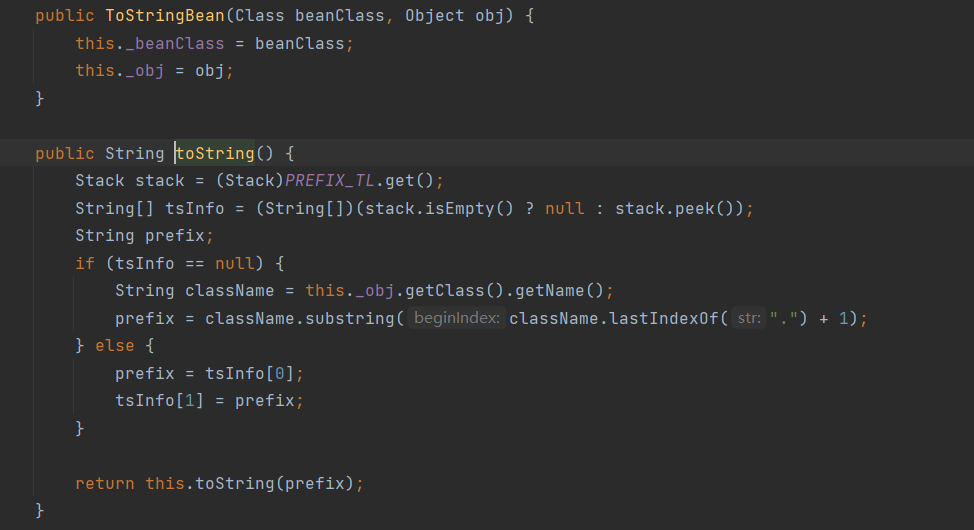 public ToStringBean(Class beanClass, Object obj) {
    this._beanClass = beanClass;
    this._obj = obj;
}

public String toString() {
    Stack stack = (Stack)PREFIX_TL.get();
    String[] tsInfo = (String[])(stack.isEmpty() ? null : stack.peek());
    String prefix;
    if (tsInfo == null) {
        String className = this._obj.getClass().getName();
        prefix = className.substring( beginIndex: className.lastIndexOf( str: ".") + 1);
    } else {
        prefix = tsInfo[0];
        tsInfo[1] = prefix;
    }

    return this.toString(prefix);
}